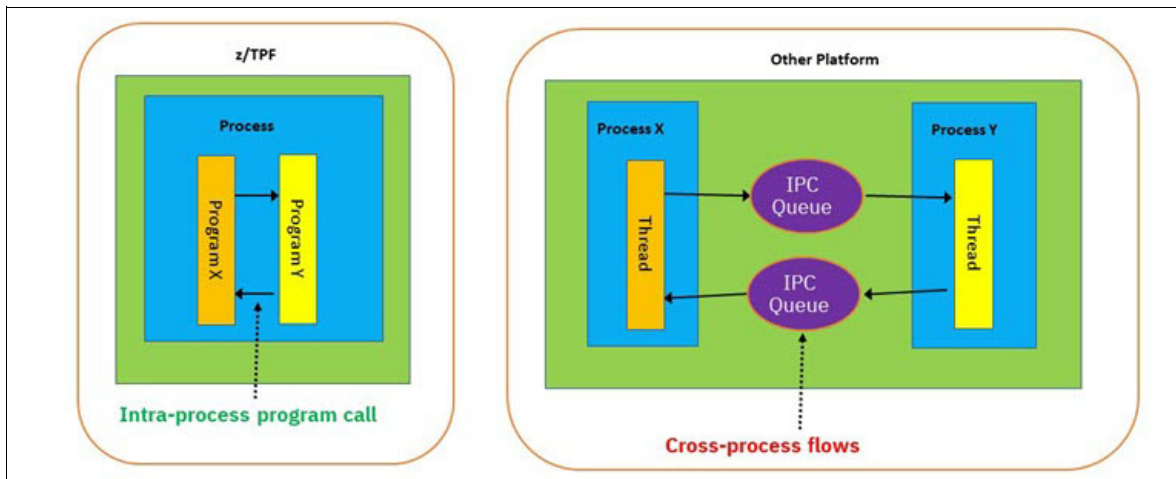 z/TPF
Process
Program X
Program Y
Intra-process program call
Other Platform
Process X
Thread
IPC
Queue
IPC
Queue
Process Y
Thread
Cross-process flows